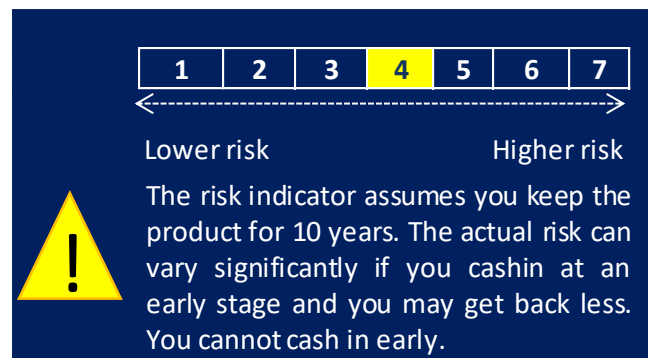 1 2 3 4 5 6 7
Lower risk Higher risk
The risk indicator assumes you keep the
product for 10 years. The actual risk can
vary significantly if you cashin at an
early stage and you may get back less.
You cannot cash in early.
!